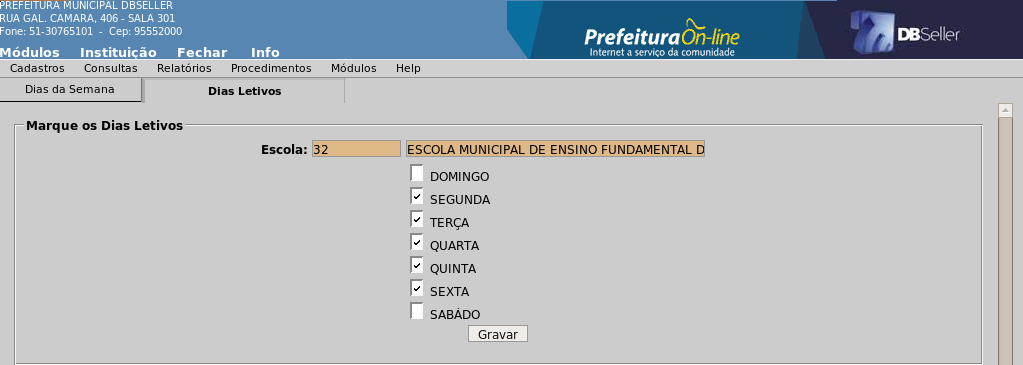 PREFEITURA MUNICIPAL DBSELLER
RUA GAL. CAMARA, 406 - SALA 301
Fone: 51-30765101 - Cep: 95552000
PrefeituraOn-line
Internet a serviço da comunidade
DBSeller
Módulos Instituição Fechar Info
Cadastros Consultas Relatórios Procedimentos Módulos Help
Dias da Semana Dias Letivos
Marque os Dias Letivos
Escola: 32 ESCOLA MUNICIPAL DE ENSINO FUNDAMENTAL D
DOMINGO
SEGUNDA
TERÇA
QUARTA
QUINTA
SEXTA
SABÁDO
Gravar